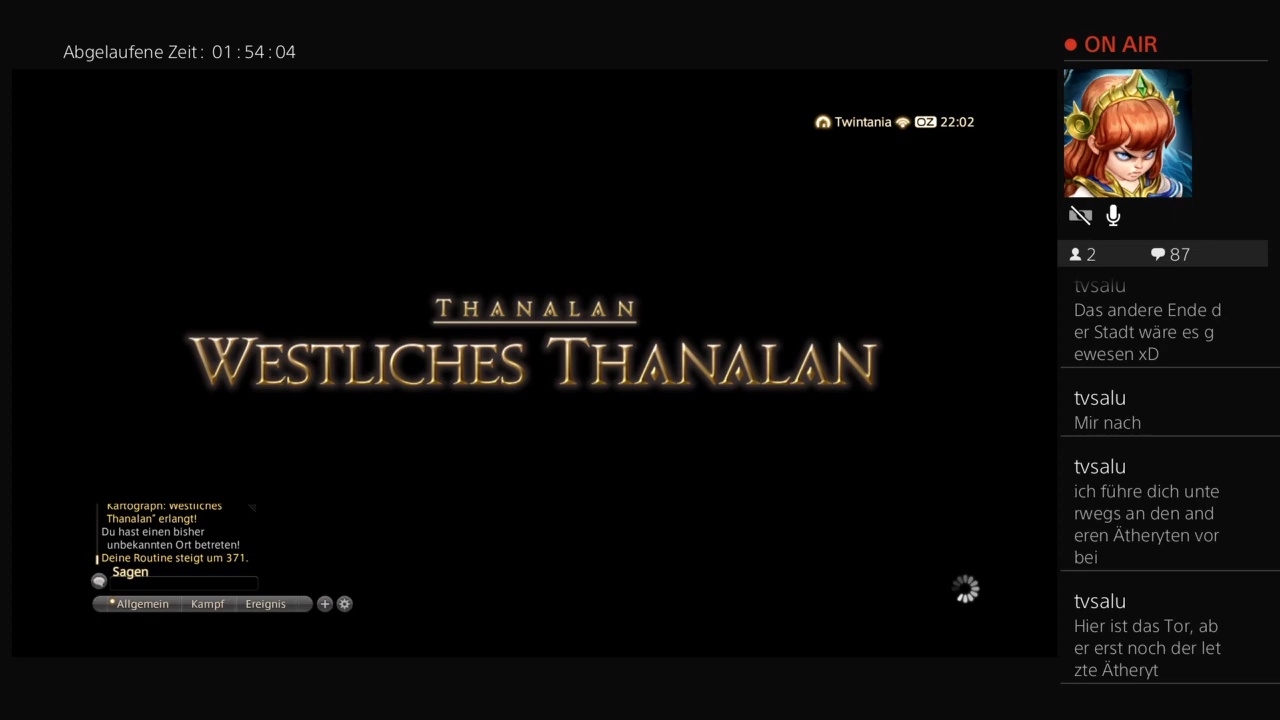 Abgelaufene Zeit: 01:54:04
ON AIR
Twintania OZ 22:02
2 87
THANALAN
WESTLICHES THANALAN
tvsalu
Das andere Ende d
er Stadt wäre es g
ewesen xD
tvsalu
Mir nach
tvsalu
ich führe dich unte
rwegs an den and
eren Ätheryten vor
bei
tvsalu
Hier ist das Tor, ab
er erst noch der let
zte Ätheryt
Kartograph: Westliches
Thanalan" erlangt!
Du hast einen bisher
unbekannten Ort betreten!
Deine Routine steigt um 371.
Sagen
Allgemein Kampf Ereignis